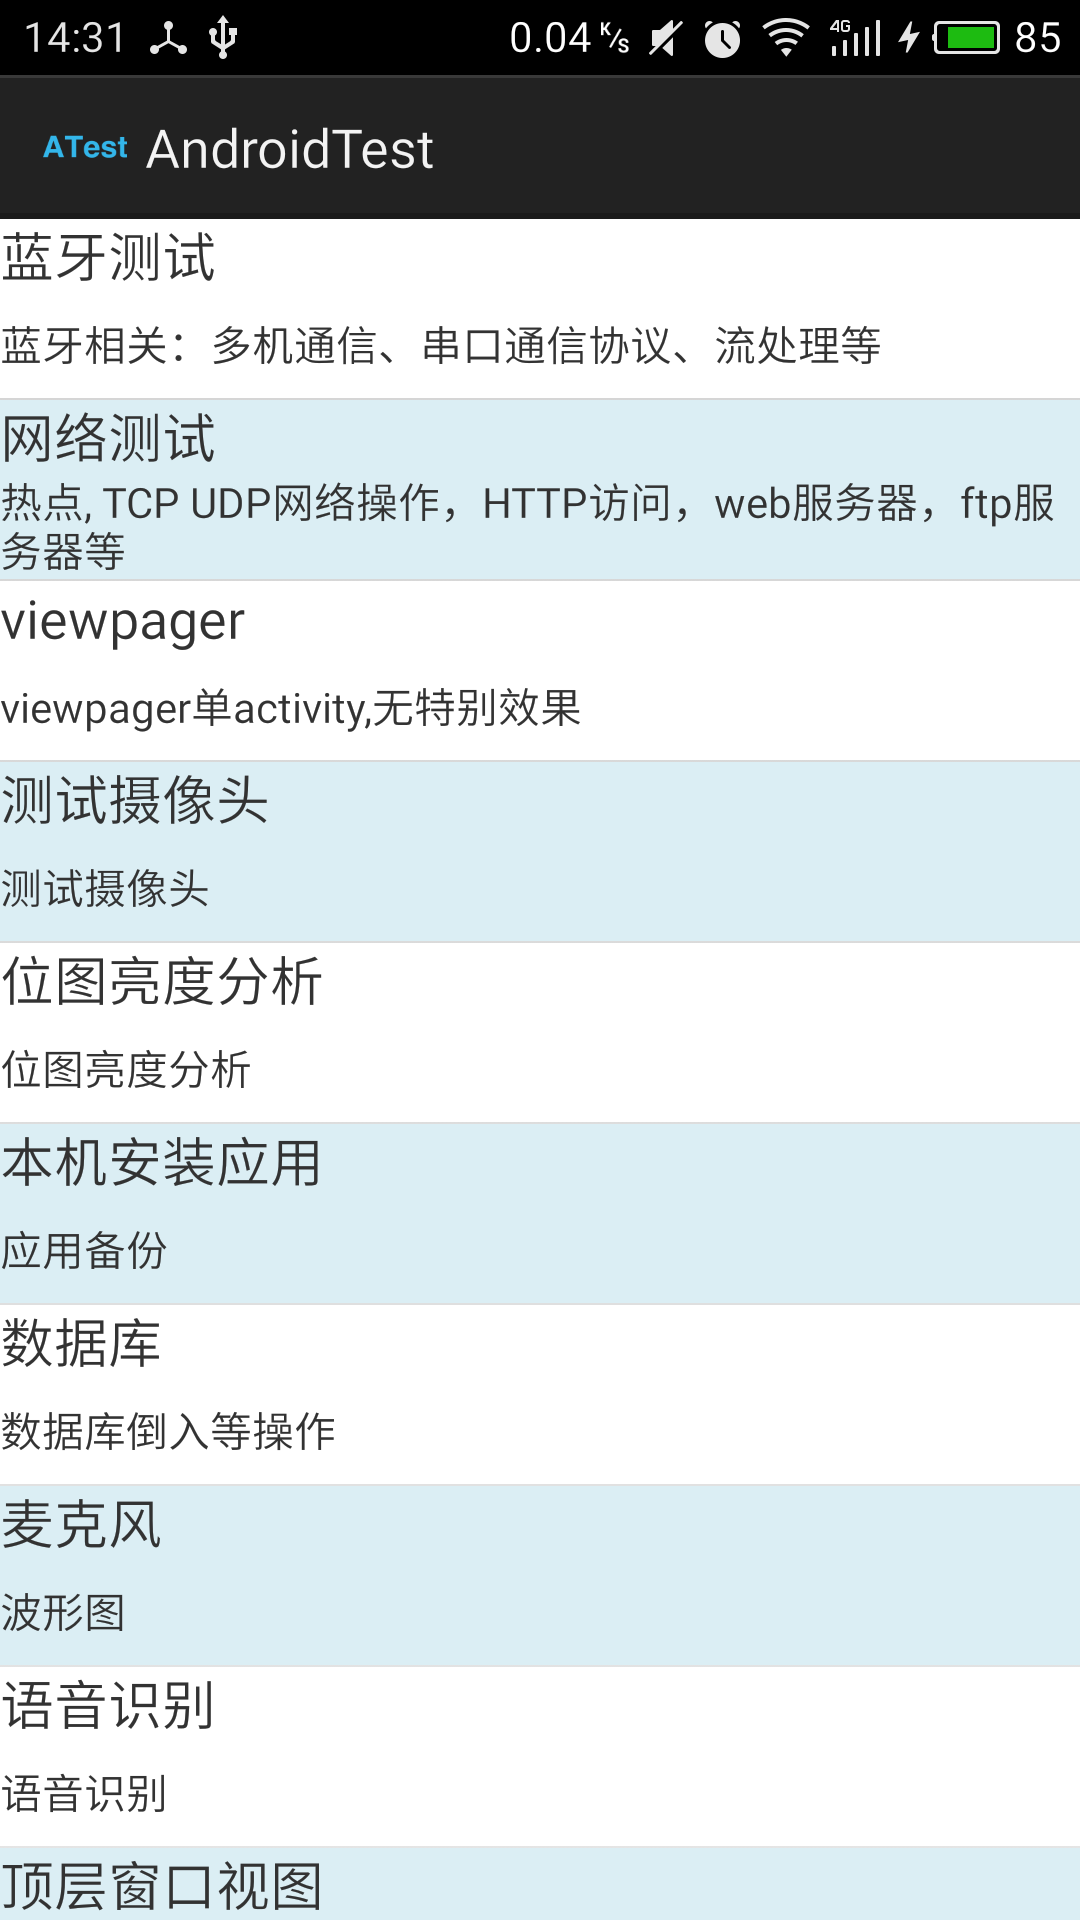 14:31 0.04 K/s 4G 85
ATest AndroidTest
蓝牙测试
蓝牙相关：多机通信、串口通信协议、流处理等
网络测试
热点, TCP UDP网络操作，HTTP访问，web服务器，ftp服
务器等
viewpager
viewpager单activity,无特别效果
测试摄像头
测试摄像头
位图亮度分析
位图亮度分析
本机安装应用
应用备份
数据库
数据库倒入等操作
麦克风
波形图
语音识别
语音识别
顶层窗口视图